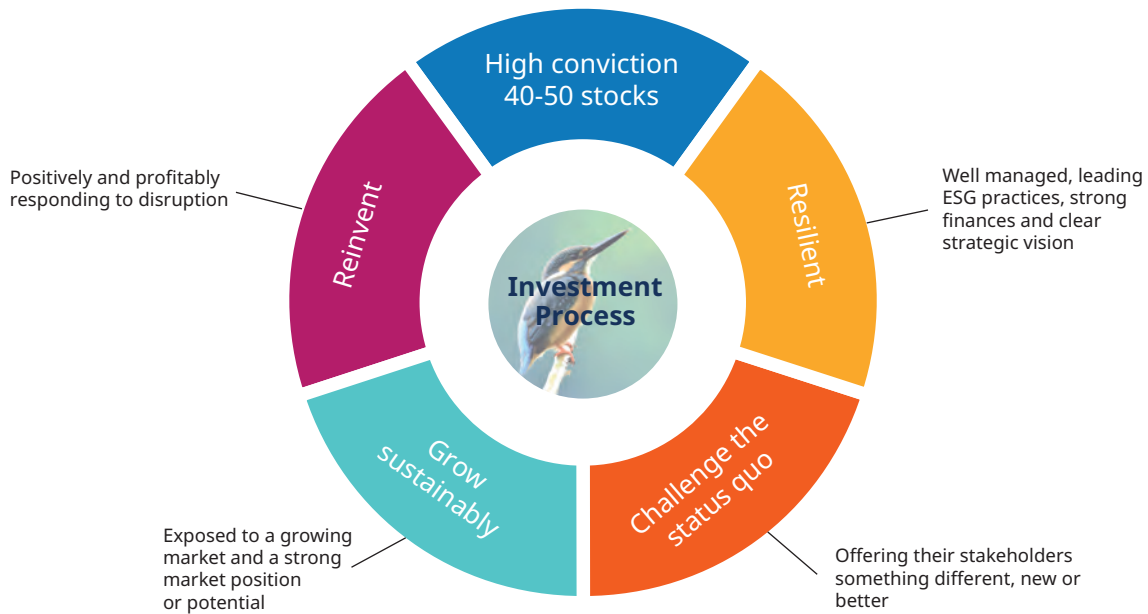 High conviction
40-50 stocks
Resilient
Well managed, leading
ESG practices, strong
finances and clear
strategic vision
Challenge the
status quo
Offering their stakeholders
something different, new or
better
Grow
sustainably
Exposed to a growing
market and a strong
market position
or potential
Reinvent
Positively and profitably
responding to disruption
Investment
Process